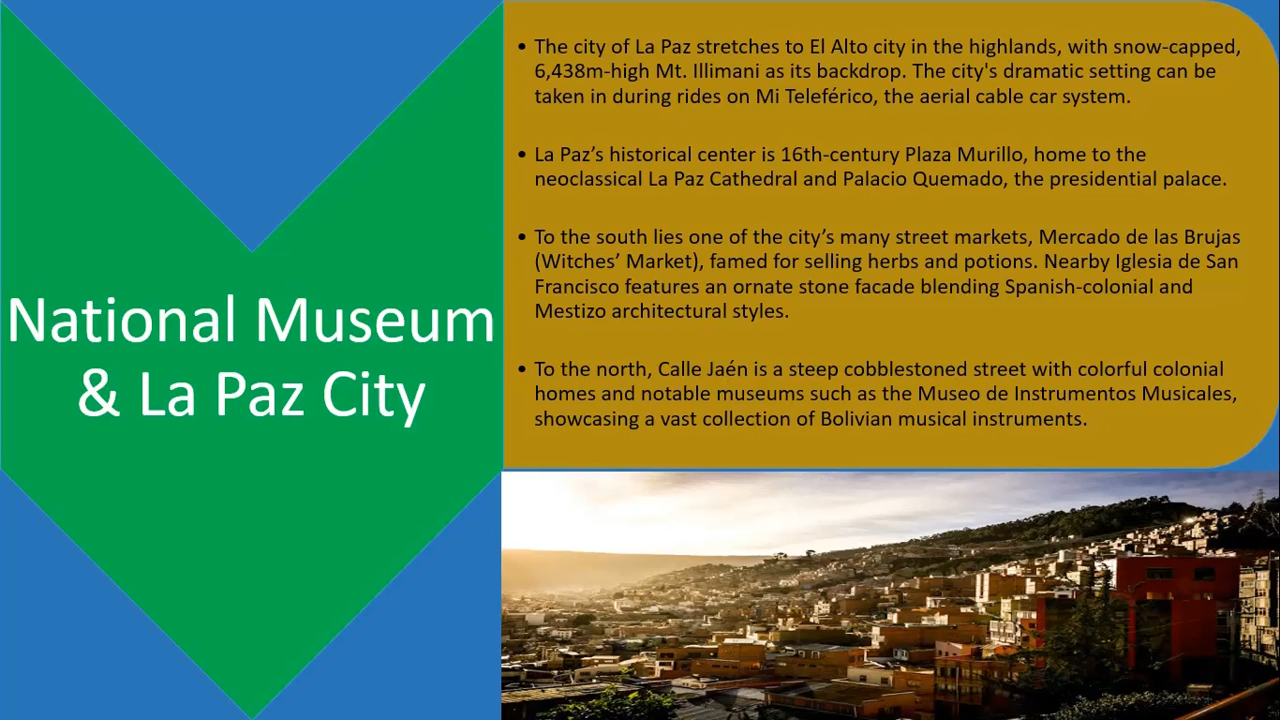 National Museum
& La Paz City
• The city of La Paz stretches to El Alto city in the highlands, with snow-capped,
6,438m-high Mt. Illimani as its backdrop. The city's dramatic setting can be
taken in during rides on Mi Teleférico, the aerial cable car system.
• La Paz’s historical center is 16th-century Plaza Murillo, home to the
neoclassical La Paz Cathedral and Palacio Quemado, the presidential palace.
• To the south lies one of the city’s many street markets, Mercado de las Brujas
(Witches’ Market), famed for selling herbs and potions. Nearby Iglesia de San
Francisco features an ornate stone facade blending Spanish-colonial and
Mestizo architectural styles.
• To the north, Calle Jaén is a steep cobblestoned street with colorful colonial
homes and notable museums such as the Museo de Instrumentos Musicales,
showcasing a vast collection of Bolivian musical instruments.